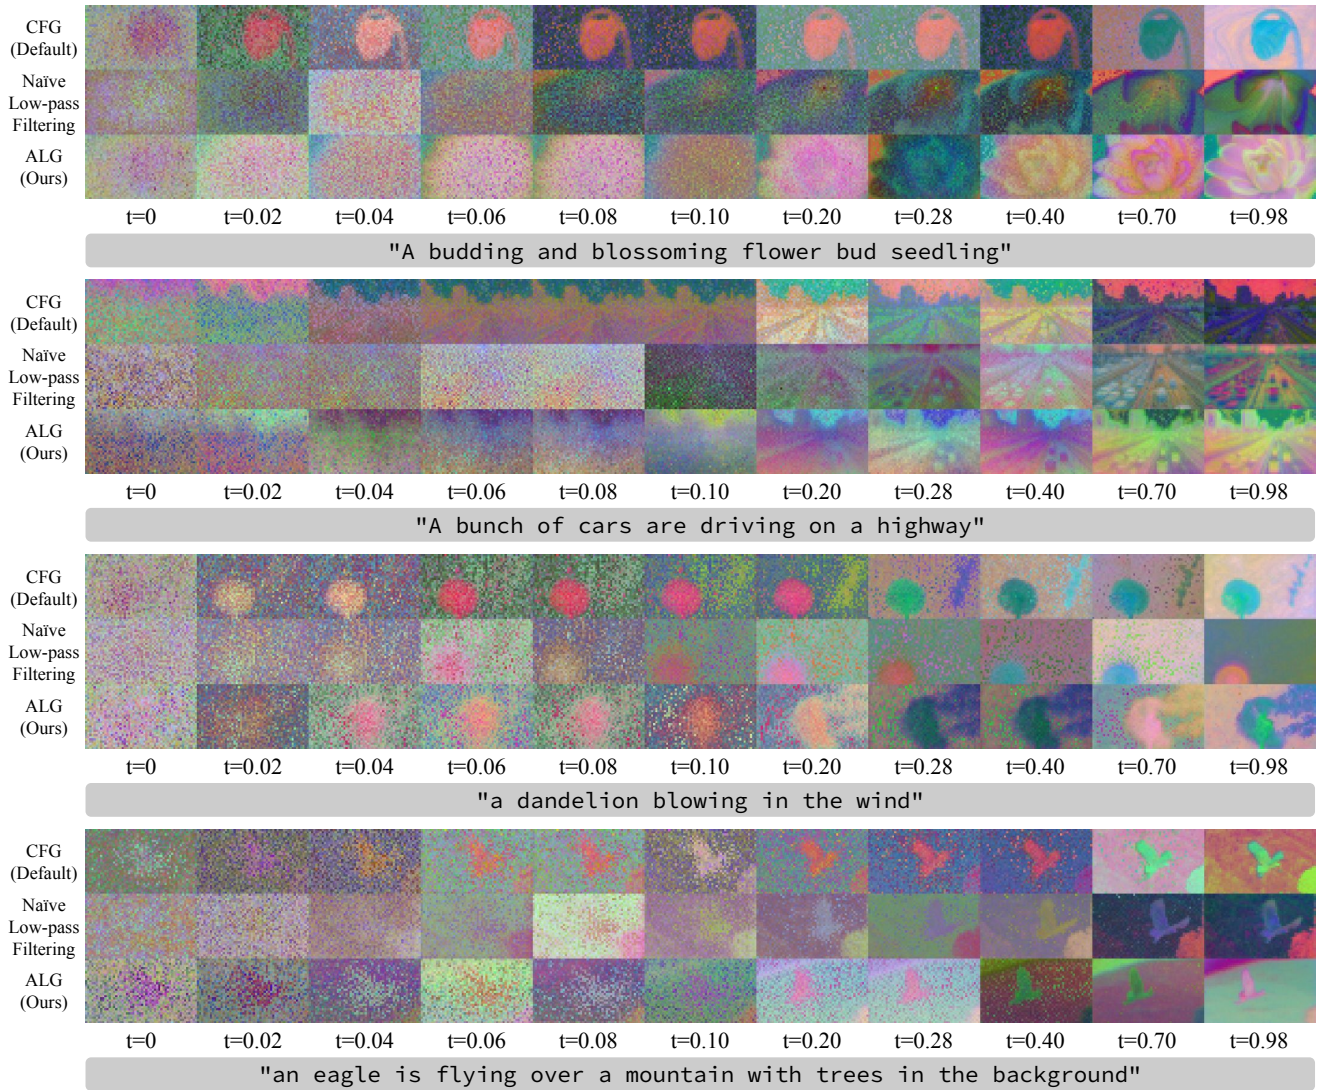 CFG
(Default)
Naïve
Low-pass
Filtering
ALG
(Ours)
t=0 t=0.02 t=0.04 t=0.06 t=0.08 t=0.10 t=0.20 t=0.28 t=0.40 t=0.70 t=0.98
"A budding and blossoming flower bud seedling"
CFG
(Default)
Naïve
Low-pass
Filtering
ALG
(Ours)
t=0 t=0.02 t=0.04 t=0.06 t=0.08 t=0.10 t=0.20 t=0.28 t=0.40 t=0.70 t=0.98
"A bunch of cars are driving on a highway"
CFG
(Default)
Naïve
Low-pass
Filtering
ALG
(Ours)
t=0 t=0.02 t=0.04 t=0.06 t=0.08 t=0.10 t=0.20 t=0.28 t=0.40 t=0.70 t=0.98
"a dandelion blowing in the wind"
CFG
(Default)
Naïve
Low-pass
Filtering
ALG
(Ours)
t=0 t=0.02 t=0.04 t=0.06 t=0.08 t=0.10 t=0.20 t=0.28 t=0.40 t=0.70 t=0.98
"an eagle is flying over a mountain with trees in the background"